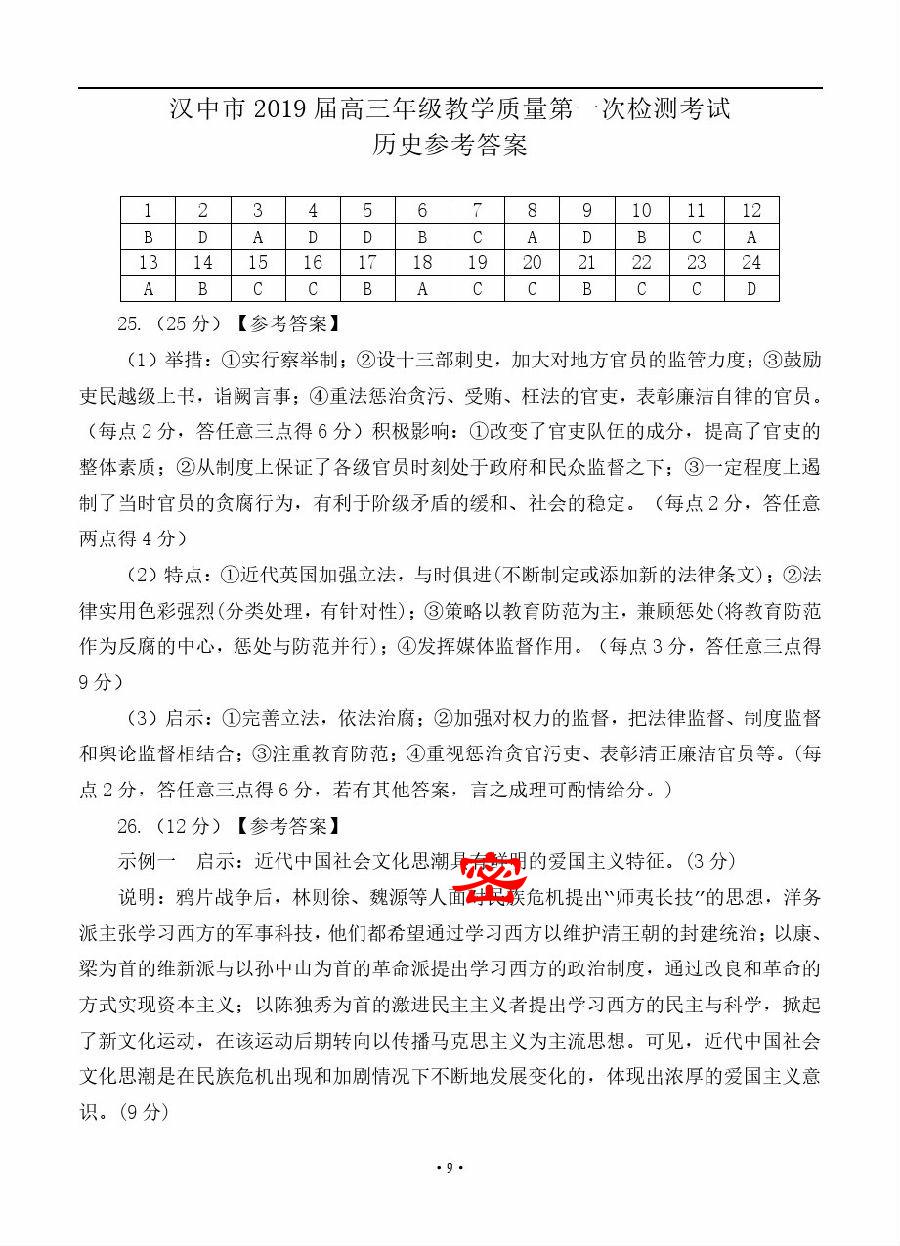 汉中市 2019 届高三年级教学质量第一次检测考试
历史参考答案
1 2 3 4 5 6 7 8 9 10 11 12
B D A D D B C A D B C A
13 14 15 16 17 18 19 20 21 22 23 24
A B C C B A C C B C C D
25.（25 分）【参考答案】
（1）举措：①实行察举制；②设十三部刺史，加大对地方官员的监管力度；③鼓励
吏民越级上书，诣阙言事；④重法惩治贪污、受贿、枉法的官吏，表彰廉洁自律的官员。
（每点 2 分，答任意三点得 6 分）积极影响：①改变了官吏队伍的成分，提高了官吏的
整体素质；②从制度上保证了各级官员时刻处于政府和民众监督之下；③一定程度上遏
制了当时官员的贪腐行为，有利于阶级矛盾的缓和、社会的稳定。（每点 2 分，答任意
两点得 4 分）
（2）特点：①近代英国加强立法，与时俱进(不断制定或添加新的法律条文)；②法
律实用色彩强烈(分类处理，有针对性)；③策略以教育防范为主，兼顾惩处(将教育防范
作为反腐的中心，惩处与防范并行)；④发挥媒体监督作用。（每点 3 分，答任意三点得
9 分）
（3）启示：①完善立法，依法治腐；②加强对权力的监督，把法律监督、制度监督
和舆论监督相结合；③注重教育防范；④重视惩治贪官污吏、表彰清正廉洁官员等。(每
点 2 分，答任意三点得 6 分，若有其他答案，言之成理可酌情给分。)
26.（12 分）【参考答案】
示例一 启示：近代中国社会文化思潮具有鲜明的爱国主义特征。(3 分)
密
说明：鸦片战争后，林则徐、魏源等人面对民族危机提出“师夷长技”的思想，洋务
派主张学习西方的军事科技，他们都希望通过学习西方以维护清王朝的封建统治；以康、
梁为首的维新派与以孙中山为首的革命派提出学习西方的政治制度，通过改良和革命的
方式实现资本主义；以陈独秀为首的激进民主主义者提出学习西方的民主与科学，掀起
了新文化运动，在该运动后期转向以传播马克思主义为主流思想。可见，近代中国社会
文化思潮是在民族危机出现和加剧情况下不断地发展变化的，体现出浓厚的爱国主义意
识。(9 分)
·9·